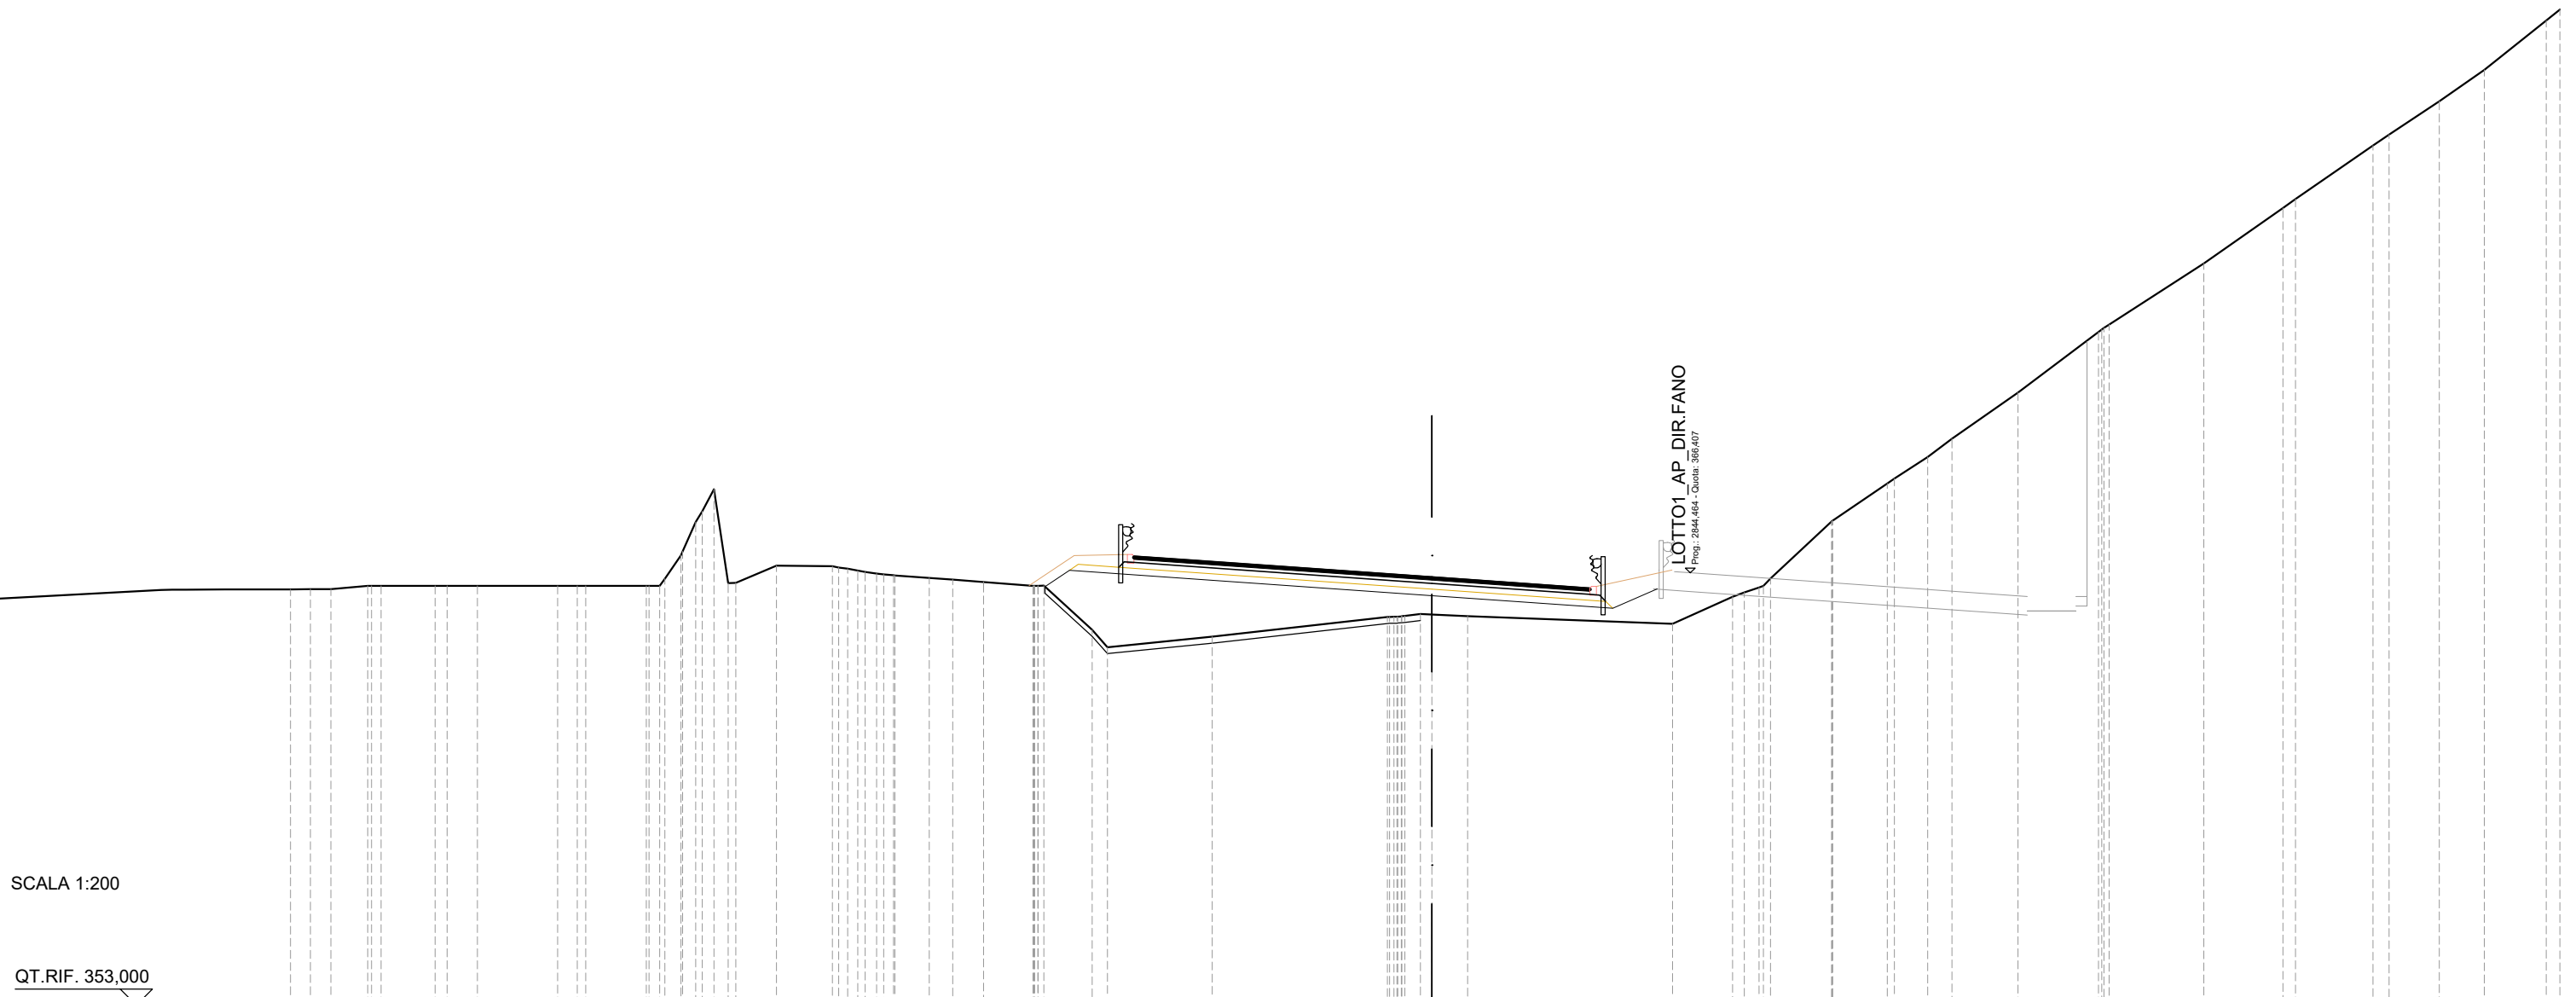 LOTTO1_AP_DIR.FANO
Prog.: 2844,464 - Quota: 366,407
SCALA 1:200
QT.RIF. 353,000